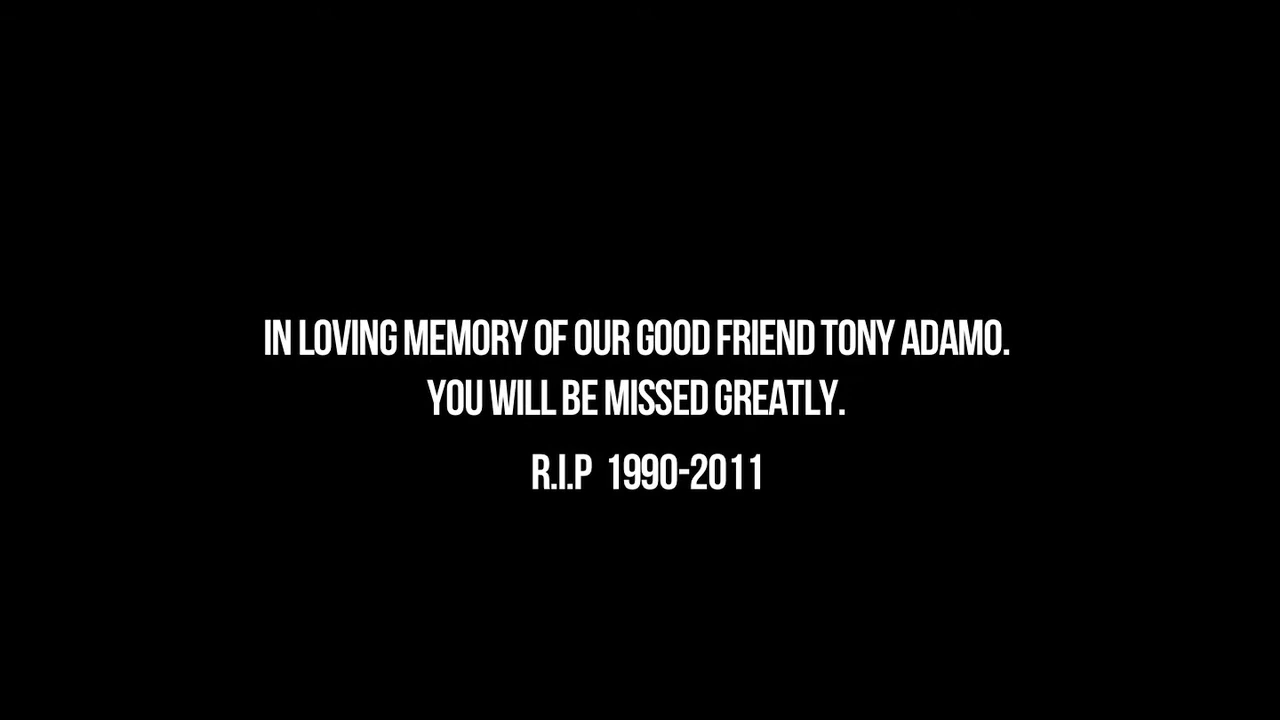 IN LOVING MEMORY OF OUR GOOD FRIEND TONY ADAMO.
YOU WILL BE MISSED GREATLY.
R.I.P 1990-2011